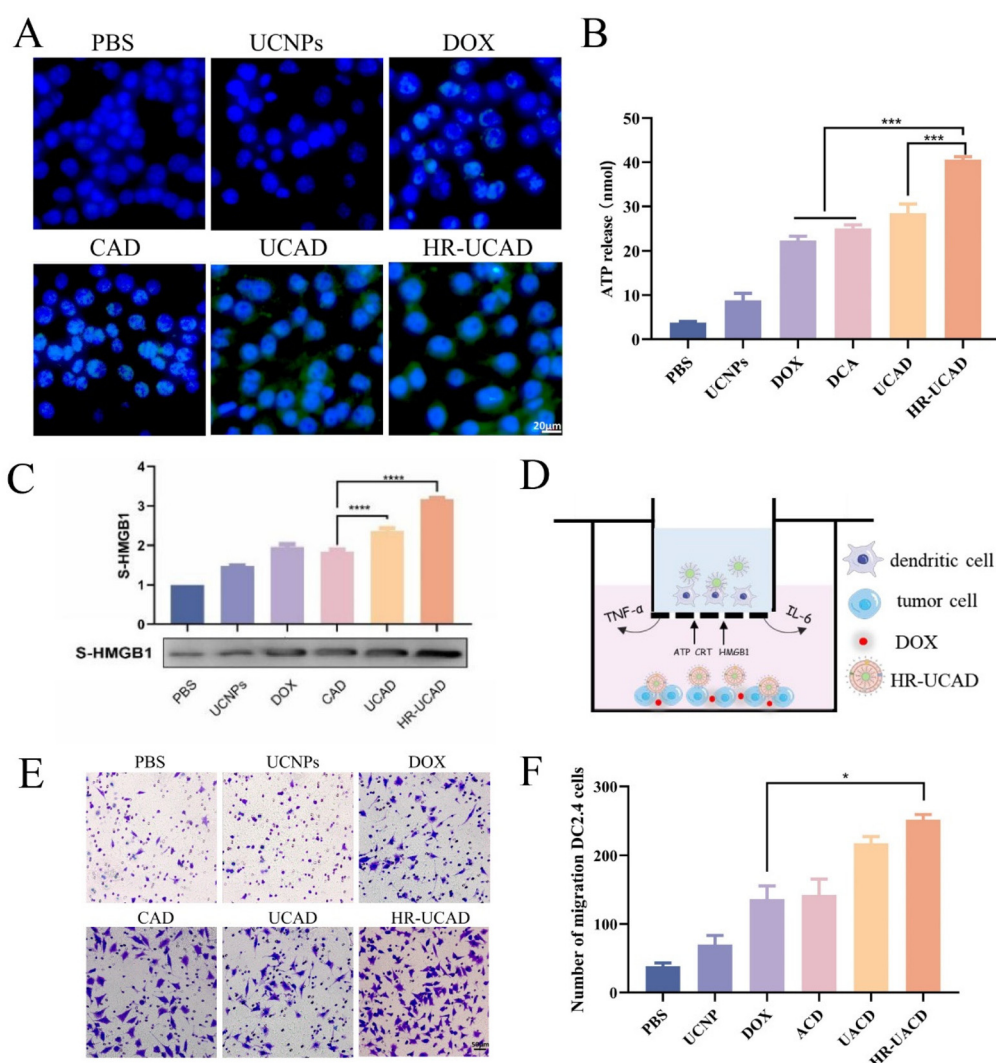 A
PBS
UCNPs
DOX
CAD
UCAD
HR-UCAD
20μm
B
ATP release (nmol)
50
40
30
20
10
0
***
***
PBS
UCNPs
DOX
DCA
UCAD
HR-UCAD
C
S-HMGB1
4
3
2
1
0
****
****
S-HMGB1
PBS
UCNPs
DOX
CAD
UCAD
HR-UCAD
D
TNF-α
IL-6
ATP CRT HMGB1
dendritic cell
tumor cell
DOX
HR-UCAD
E
PBS
UCNPs
DOX
CAD
UCAD
HR-UCAD
F
Number of migration DC2.4 cells
300
200
100
0
*
PBS
UCNP
DOX
ACD
UACD
HR-UACD